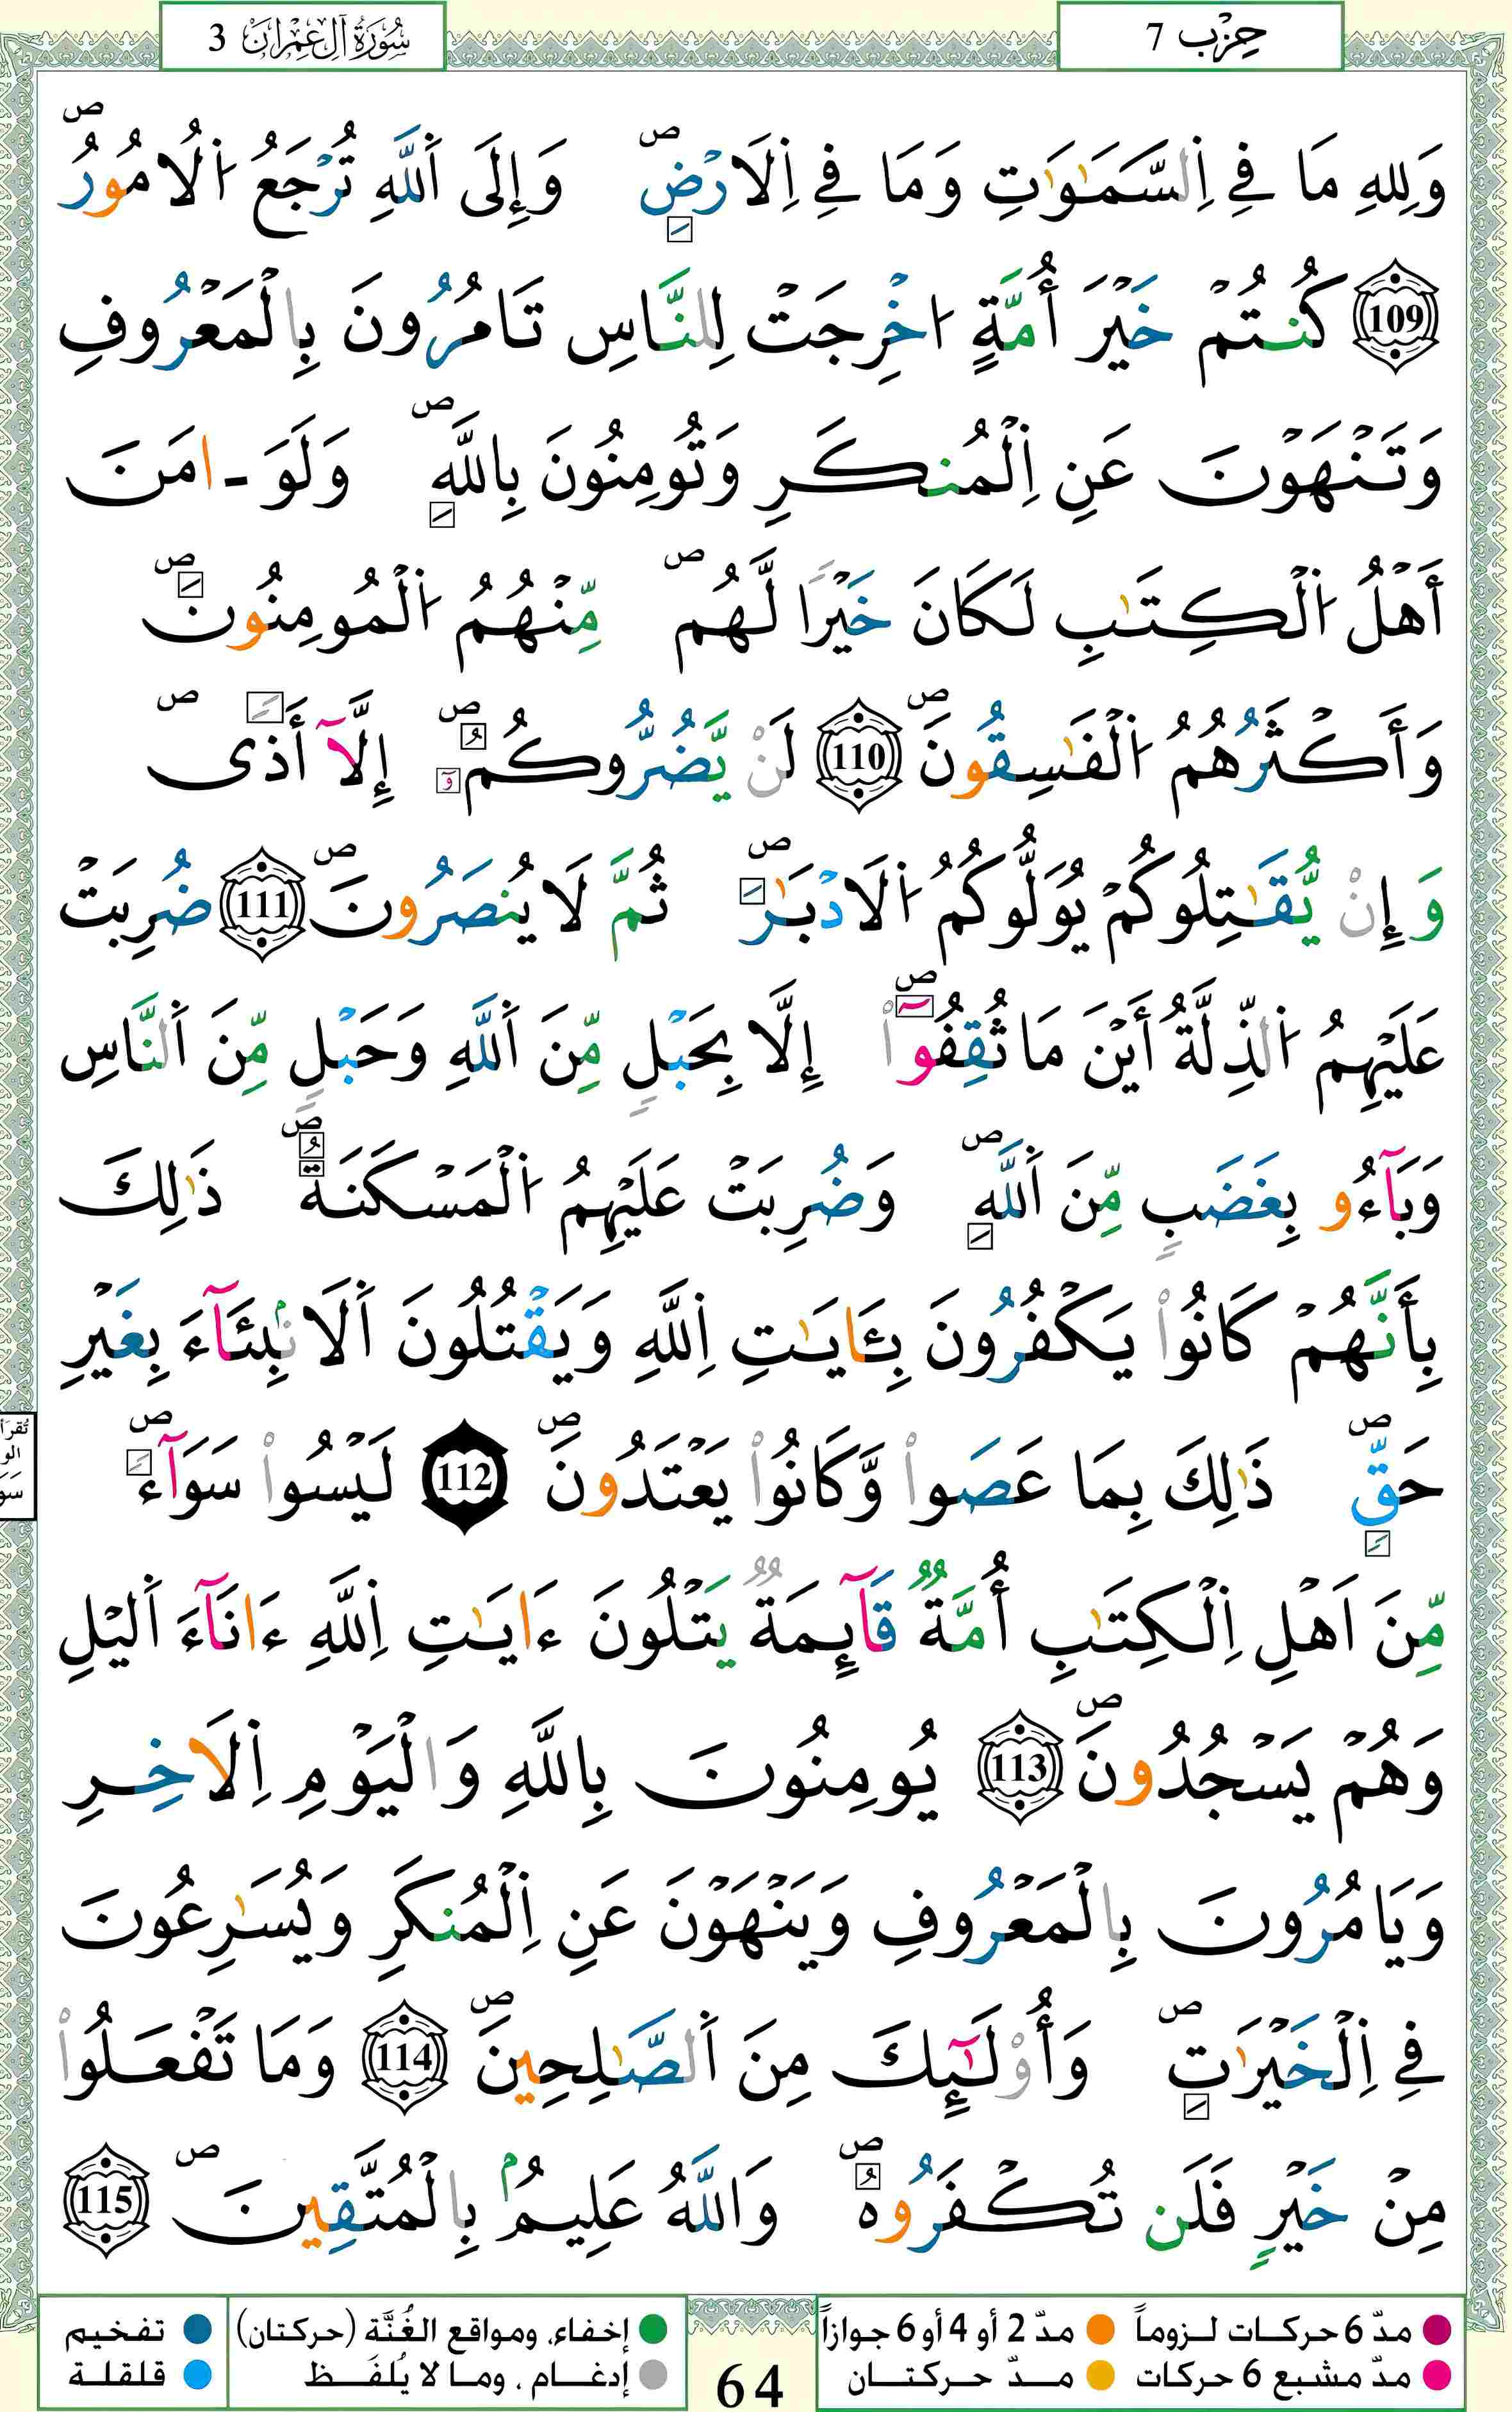 سُورَةُ آلِ عِمْرَانَ 3
حِزْب 7
وَلِلهِ مَا فِے اِ۬لسَّمَٰوَٰتِ وَمَا فِے اِ۬لَارْضِۖ وَإِلَى اَ۬للَّهِ تُرْجَعُ اُ۬لُامُورُۖ
109 كُنتُمْ خَيْرَ أُمَّةٍ ا۟خْرِجَتْ لِلنَّاسِ تَامُرُونَ بِالْمَعْرُوفِ
وَتَنْهَوْنَ عَنِ اِ۬لْمُنكَرِ وَتُومِنُونَ بِاللَّهِۖ وَلَوَ ـ امَنَ
أَهْلُ اُ۬لْكِتَٰبِ لَكَانَ خَيْراٗ لَّهُمۖ مِّنْهُمُ اُ۬لْمُومِنُونَۖ
وَأَكْثَرُهُمُ اُ۬لْفَٰسِقُونَۖ 110 لَنْ يَّضُرُّوكُمُۥٓۖ إِلَّآ أَذىٗۖ
وَإِنْ يُّقَٰتِلُوكُمْ يُوَلُّوكُمُ اُ۬لَادْبَٰرَۖ ثُمَّ لَا يُنصَرُونَۖ 111 ضُرِبَتْ
عَلَيْهِمُ اُ۬لذِّلَّةُ أَيْنَ مَا ثُقِفُوٓاْۖ إِلَّا بِحَبْلٖ مِّنَ اَ۬للَّهِ وَحَبْلٖ مِّنَ اَ۬لنَّاسِ
وَبَآءُو بِغَضَبٖ مِّنَ اَ۬للَّهِۖ وَضُرِبَتْ عَلَيْهِمُ اُ۬لْمَسْكَنَةُۖ ذَٰلِكَ
بِأَنَّهُمْ كَانُواْ يَكْفُرُونَ بِـَٔايَٰتِ اِ۬للَّهِ وَيَقْتُلُونَ اَ۬لَانۢبِـَٔآءَ بِغَيْرِ
حَقّٖۖ ذَٰلِكَ بِمَا عَصَواْ وَّكَانُواْ يَعْتَدُونَۖ 112 لَيْسُواْ سَوَآءٗۖ
مِّنَ اَهْلِ اِ۬لْكِتَٰبِ أُمَّةٞ قَآئِمَةٞ يَتْلُونَ ءَايَٰتِ اِ۬للَّهِ ءَانَآءَ اَ۬ليْلِ
وَهُمْ يَسْجُدُونَۖ 113 يُومِنُونَ بِاللَّهِ وَالْيَوْمِ اِ۬لَاخِرِ
وَيَامُرُونَ بِالْمَعْرُوفِ وَيَنْهَوْنَ عَنِ اِ۬لْمُنكَرِ وَيُسَٰرِعُونَ
فِے اِ۬لْخَيْرَٰتِۖ وَأُوْلَٰٓئِكَ مِنَ اَ۬لصَّٰلِحِينَۖ 114 وَمَا تَفْعَلُواْ
مِنْ خَيْرٖ فَلَن تُكْفَرُوهُۖ وَاللَّهُ عَلِيمُۢ بِالْمُتَّقِينَۖ 115
مدّ 6 حركات لزوماً مدّ 2 أو 4 أو 6 جوازاً إخفاء، ومواقع الغُنَّة (حركتان) تفخيم
مدّ مشبع 6 حركات مدّ حركتان إدغام، وما لا يُلفَظ قلقلة
64